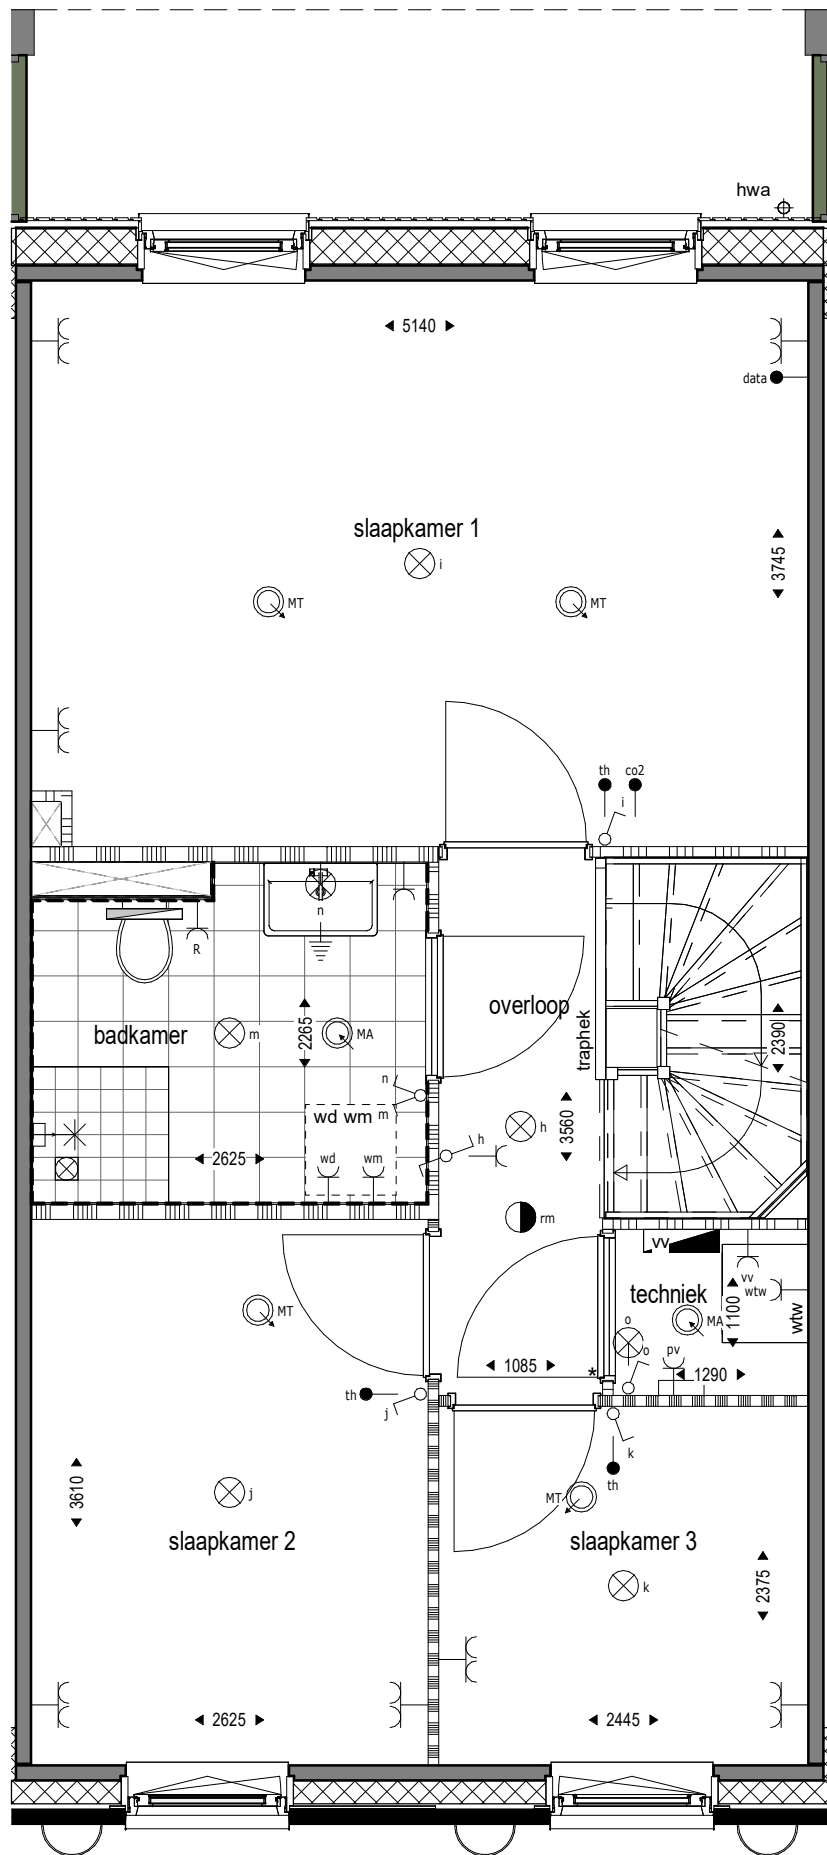 hwa
5140
data
slaapkamer 1
i
3745
MT
MT
th
co2
i
n
R
overloop
traphek
badkamer
m
2265
MA
2390
n
m
wd wm
h
h
3560
2625
wd
wm
rm
vv
techniek
vv
wtw
wtw
MT
o
MA
1100
o
pv
1085
*
1290
th
j
k
th
3610
j
MT
slaapkamer 2
slaapkamer 3
k
2375
2625
2445